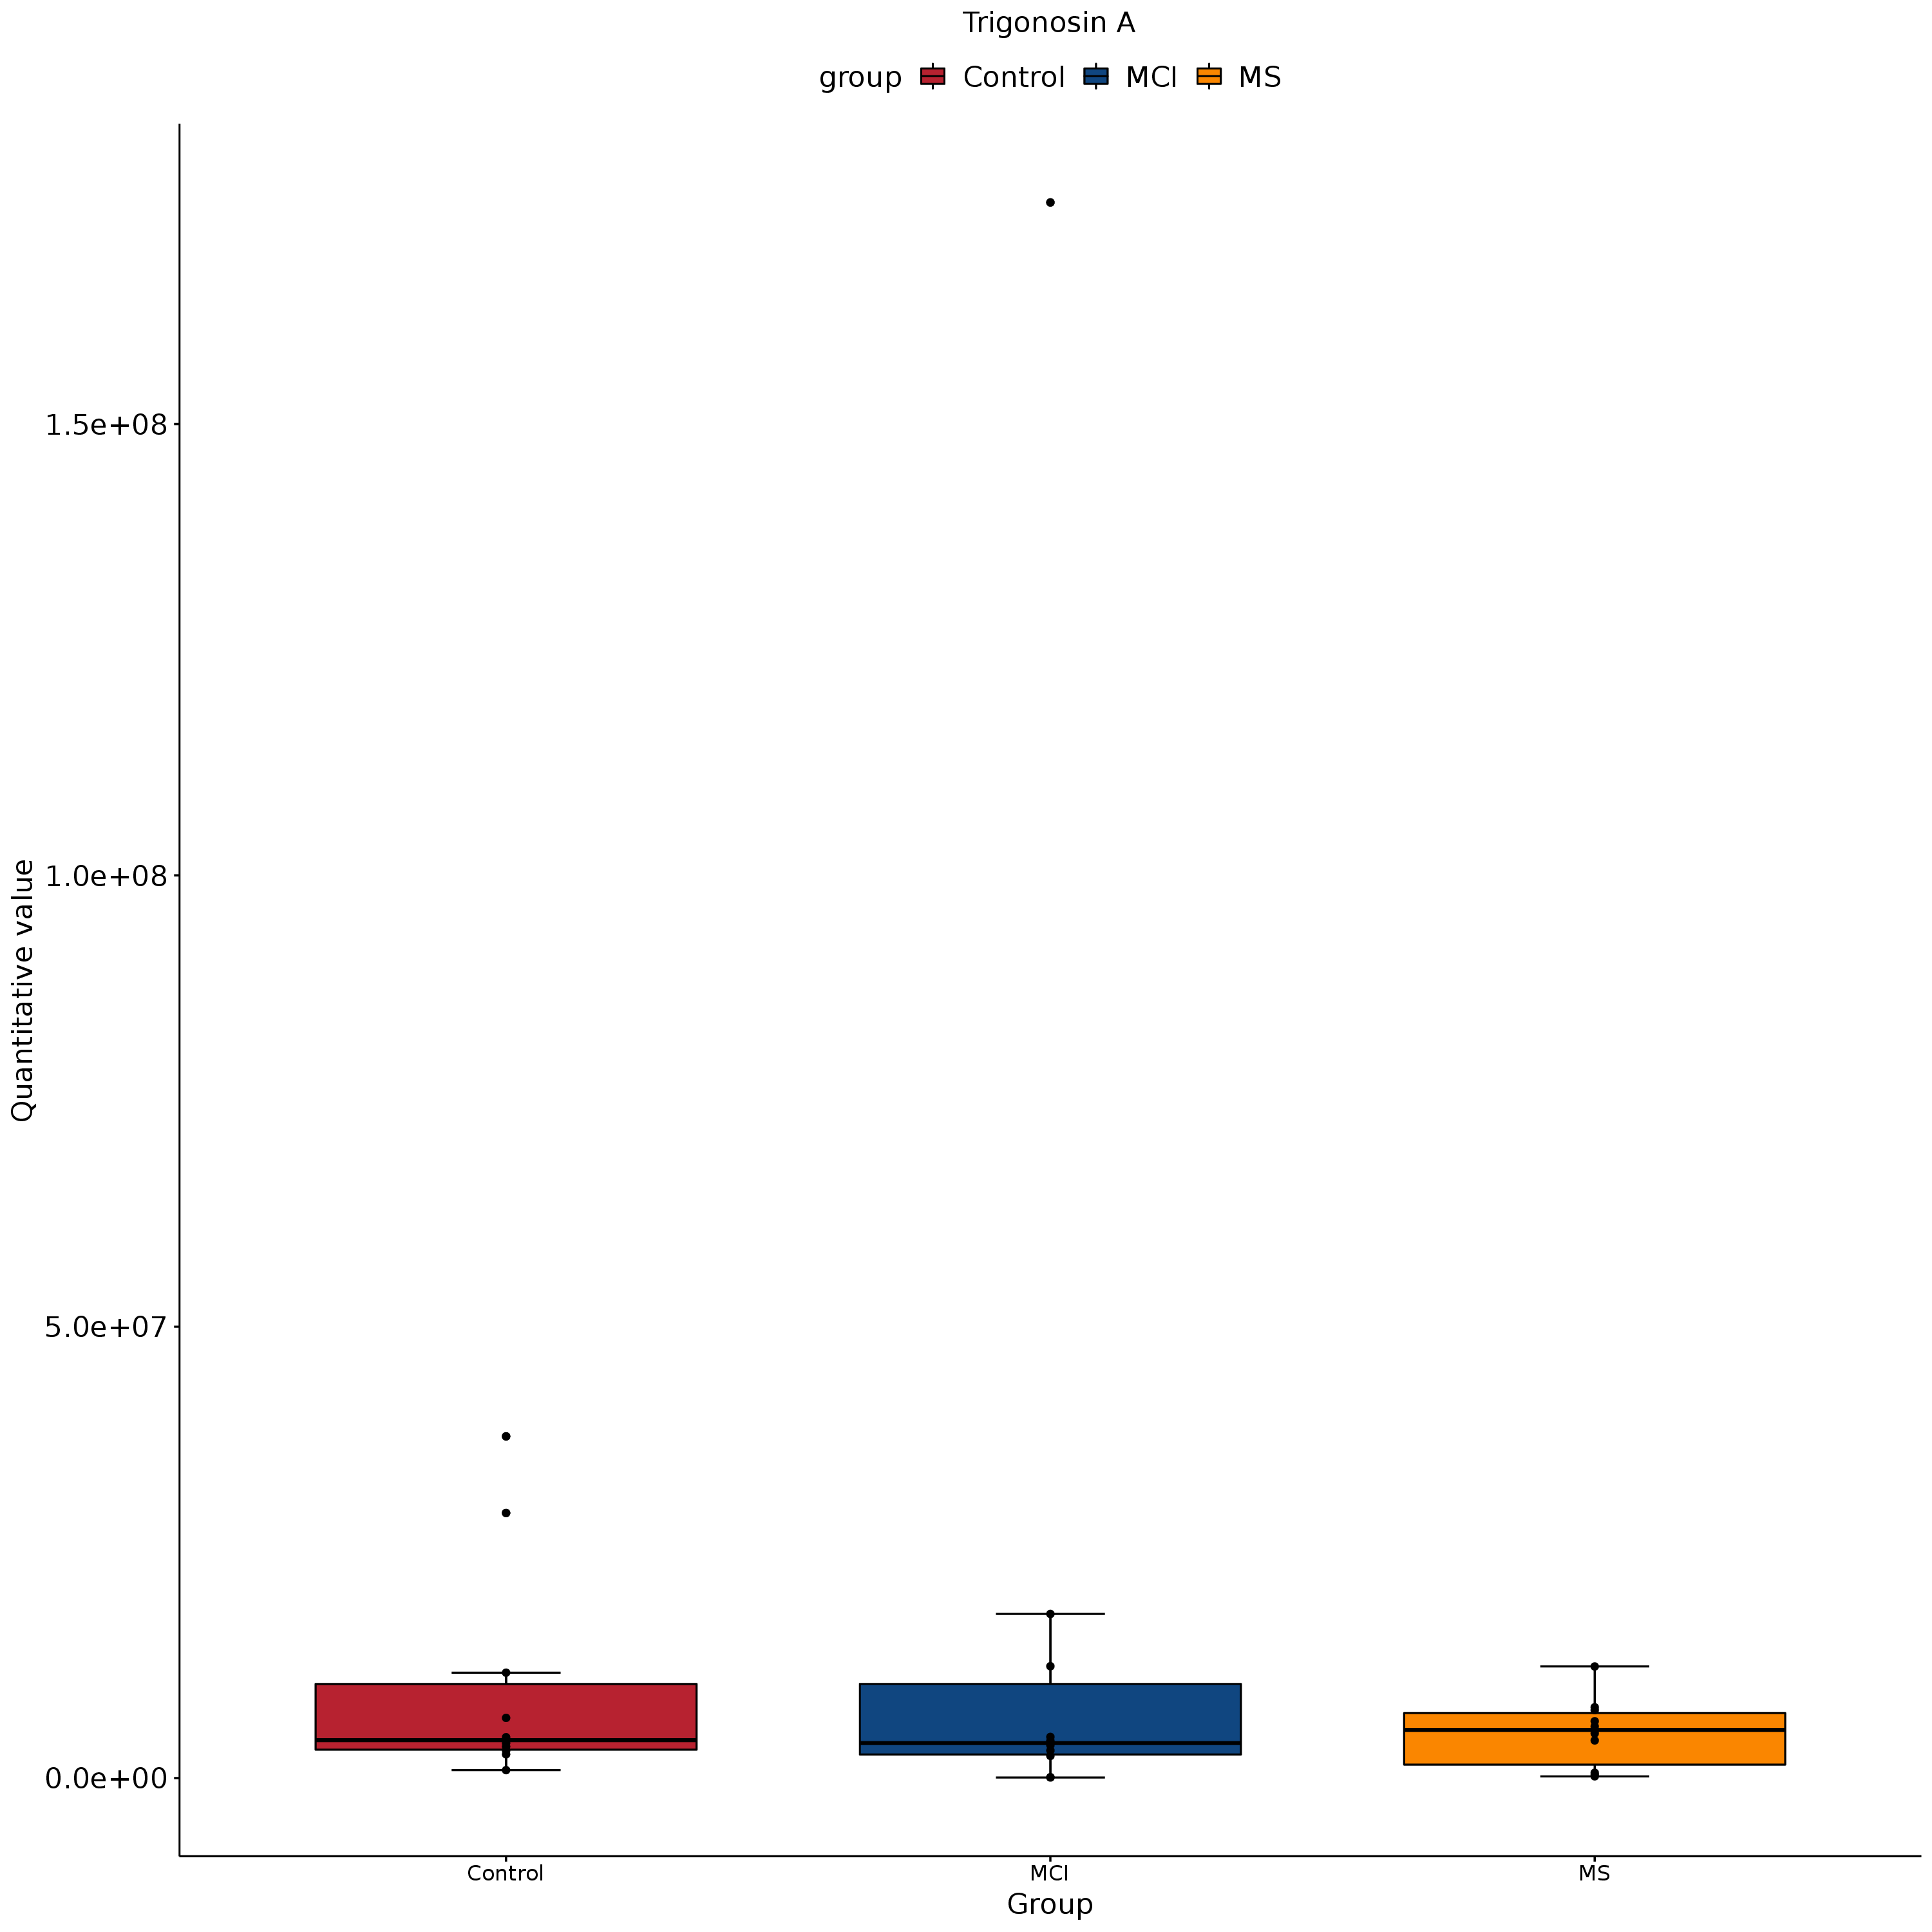 Trigonosin A
group Control MCI MS
Quantitative value
1.5e+08
1.0e+08
5.0e+07
0.0e+00
Control MCI MS
Group